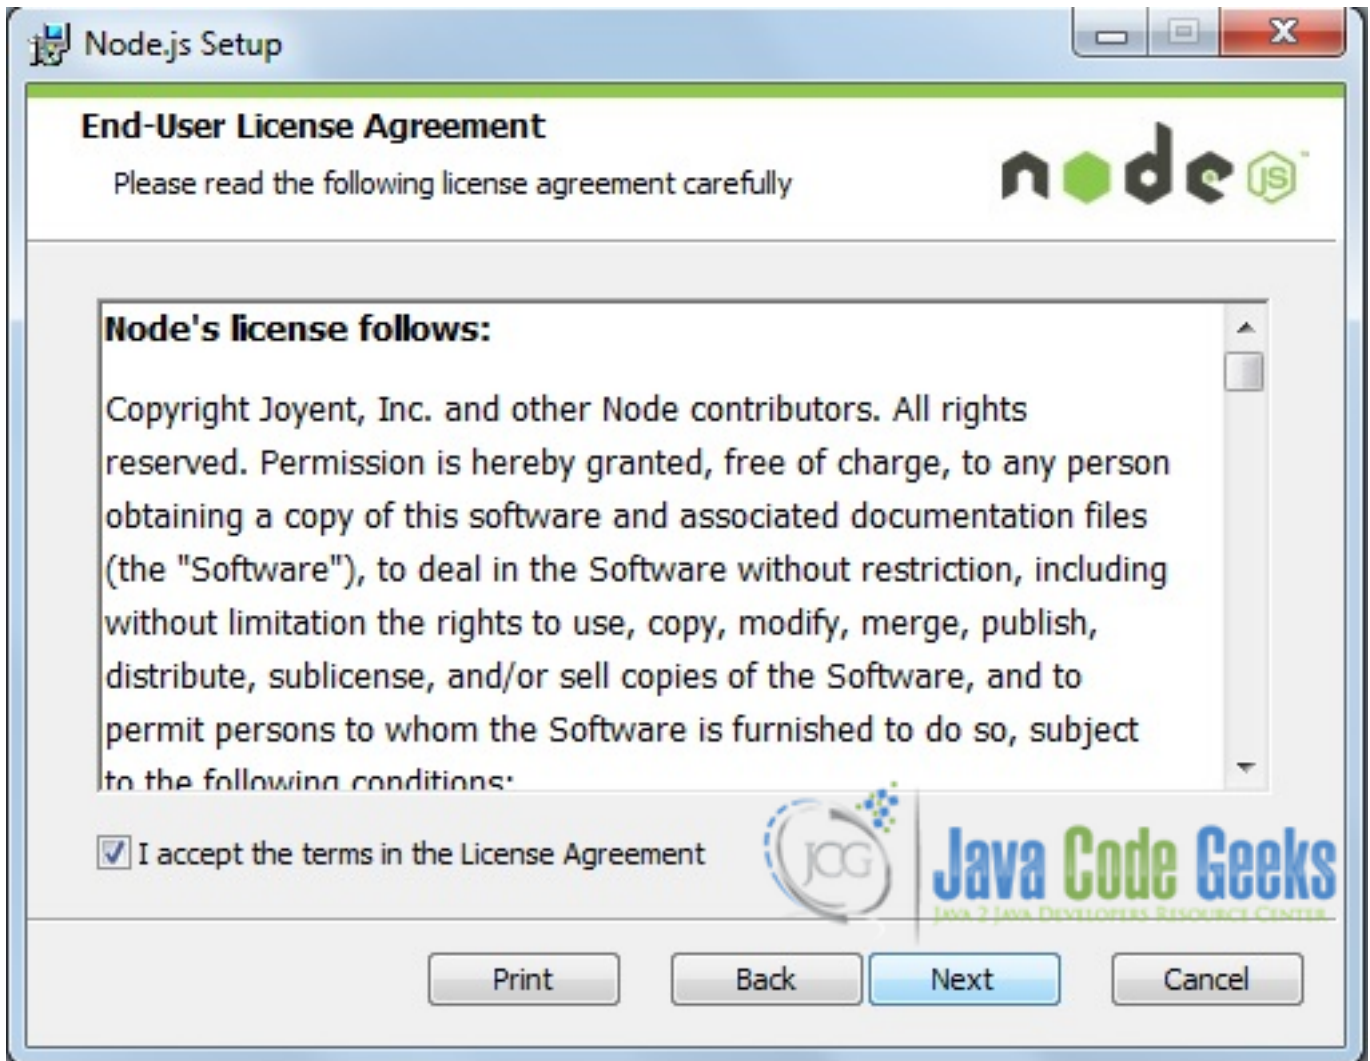 Node.js Setup
End-User License Agreement
Please read the following license agreement carefully
node JS
Node's license follows:
Copyright Joyent, Inc. and other Node contributors. All rights
reserved. Permission is hereby granted, free of charge, to any person
obtaining a copy of this software and associated documentation files
(the "Software"), to deal in the Software without restriction, including
without limitation the rights to use, copy, modify, merge, publish,
distribute, sublicense, and/or sell copies of the Software, and to
permit persons to whom the Software is furnished to do so, subject
to the following conditions:
I accept the terms in the License Agreement
JCG
Java Code Geeks
JAVA 2 JAVA DEVELOPERS RESOURCE CENTER
Print Back Next Cancel